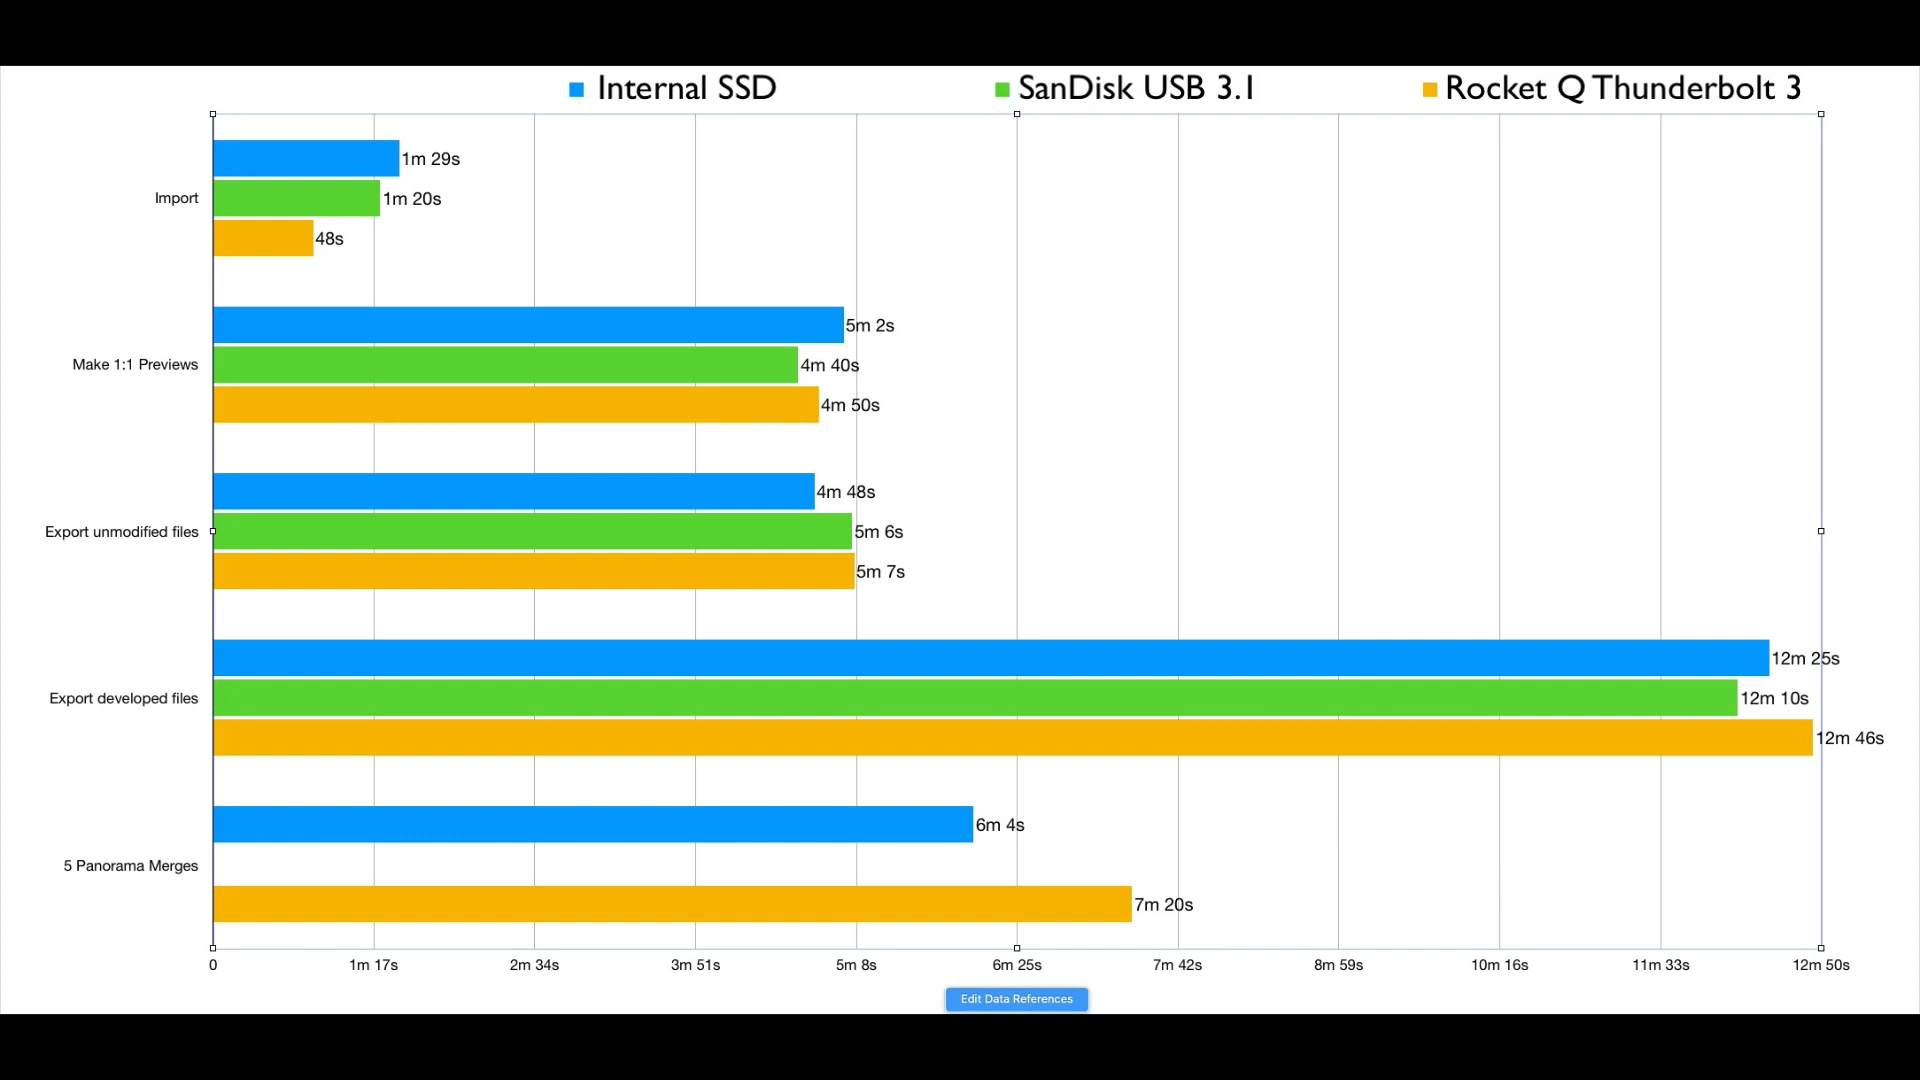 Internal SSD
SanDisk USB 3.1
Rocket Q Thunderbolt 3
Import
1m 29s
1m 20s
48s
Make 1:1 Previews
5m 2s
4m 40s
4m 50s
Export unmodified files
4m 48s
5m 6s
5m 7s
Export developed files
12m 25s
12m 10s
12m 46s
5 Panorama Merges
6m 4s
7m 20s
0
1m 17s
2m 34s
3m 51s
5m 8s
6m 25s
7m 42s
8m 59s
10m 16s
11m 33s
12m 50s
Edit Data References